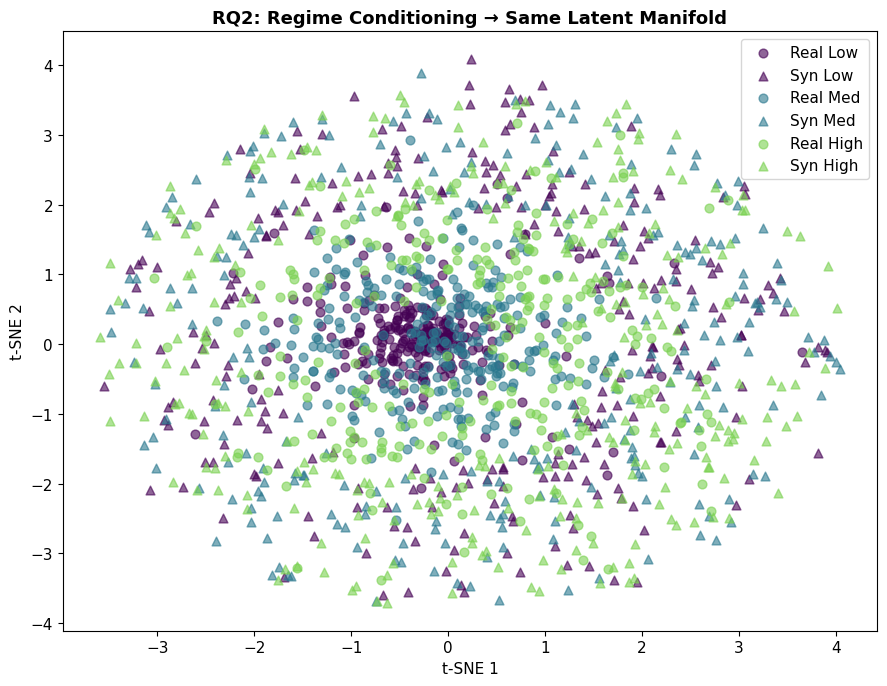 RQ2: Regime Conditioning → Same Latent Manifold
Real Low
Syn Low
Real Med
Syn Med
Real High
Syn High
4
3
2
1
0
−1
−2
−3
−4
t-SNE 2
−3 −2 −1 0 1 2 3 4
t-SNE 1